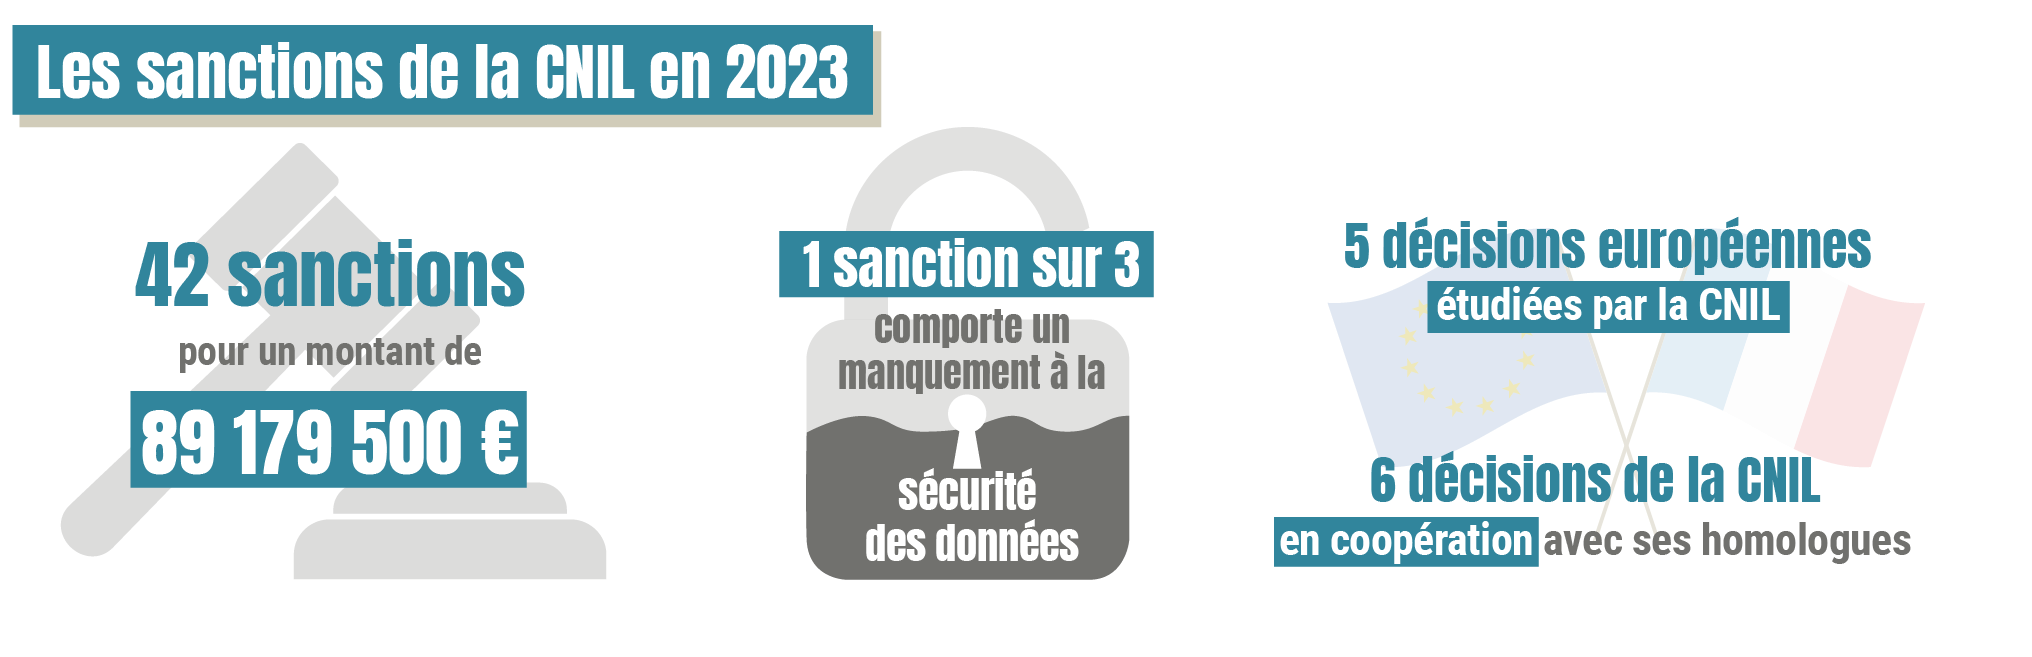 Les sanctions de la CNIL en 2023
42 sanctions
pour un montant de
89 179 500 €
1 sanction sur 3
comporte un
manquement à la
sécurité
des données
5 décisions européennes
étudiées par la CNIL
6 décisions de la CNIL
en coopération avec ses homologues